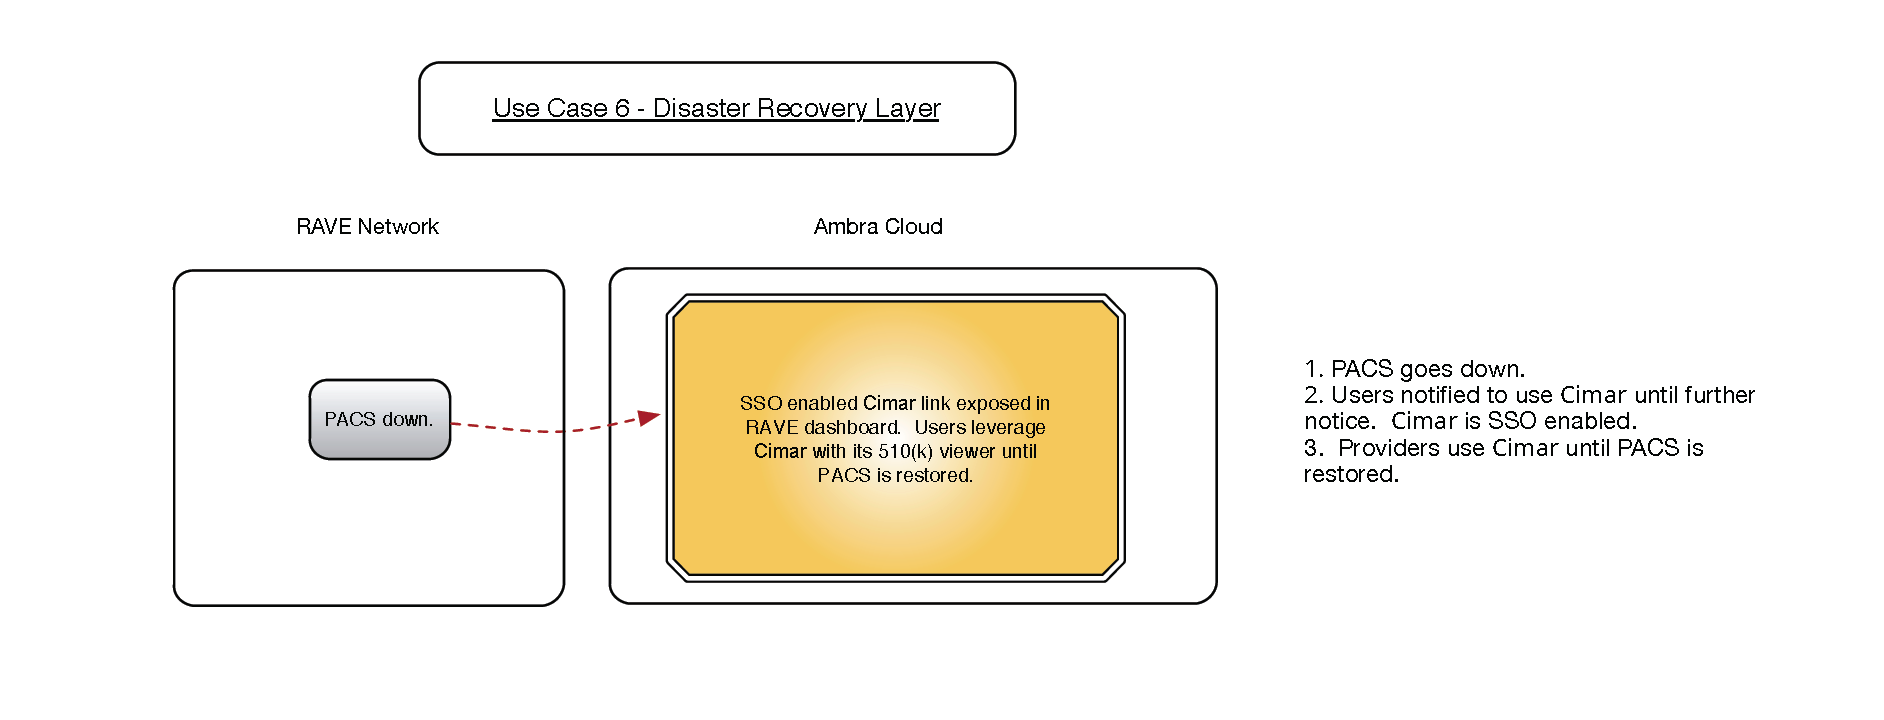 Use Case 6 - Disaster Recovery Layer
RAVE Network
Ambra Cloud
PACS down.
SSO enabled Cimar link exposed in
RAVE dashboard.  Users leverage
Cimar with its 510(k) viewer until
PACS is restored.
1. PACS goes down.
2. Users notified to use Cimar until further
notice.  Cimar is SSO enabled.
3.  Providers use Cimar until PACS is
restored.